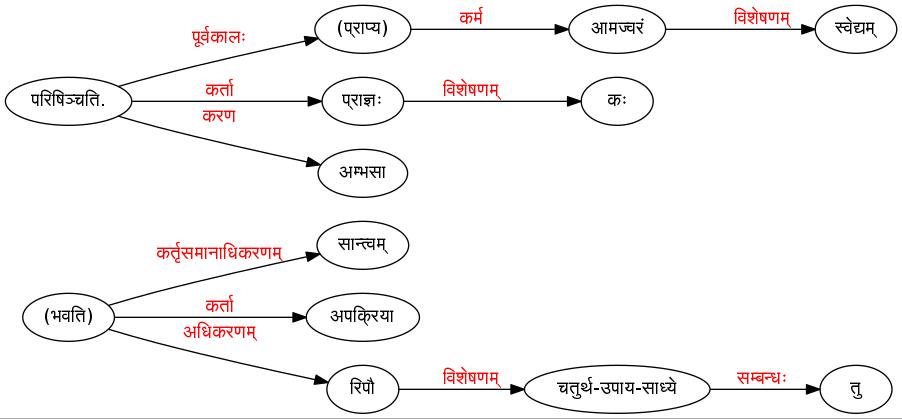 पूर्वकालः
(प्राप्य)
कर्म
आमज्वरं
विशेषणम्
स्वेद्यम्
परिषिञ्चति.
कर्ता
प्राज्ञः
विशेषणम्
कः
करण
अम्भसा
कर्तृसमानाधिकरणम्
सान्त्वम्
(भवति)
कर्ता
अपक्रिया
अधिकरणम्
रिपौ
विशेषणम्
चतुर्थ-उपाय-साध्ये
सम्बन्धः
तु